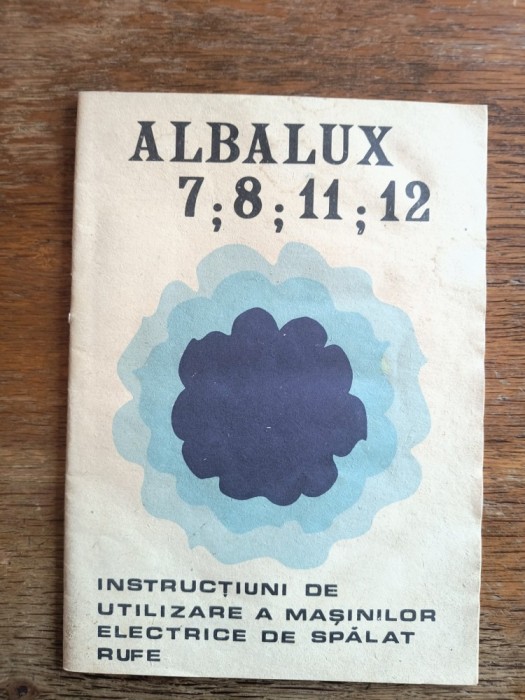 ALBALUX
7; 8; 11; 12
INSTRUCȚIUNI DE
UTILIZARE A MAȘINILOR
ELECTRICE DE SPĂLAT
RUFE